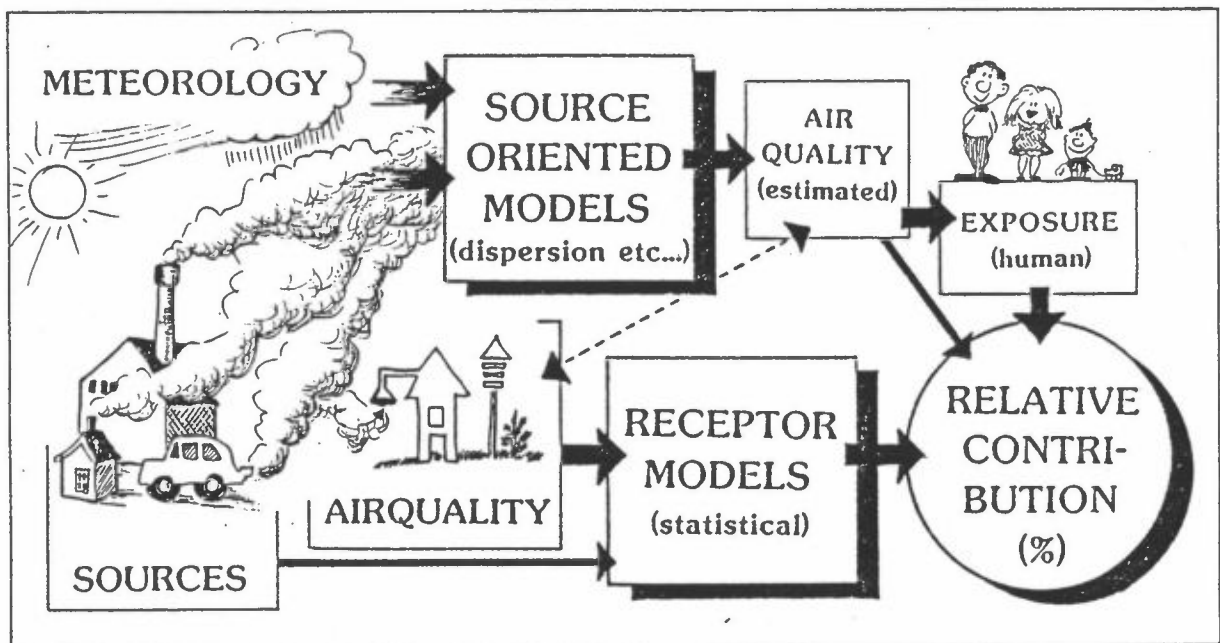 METEOROLOGY
SOURCE
ORIENTED
MODELS
(dispersion etc...)
AIR
QUALITY
(estimated)
EXPOSURE
(human)
AIRQUALITY
SOURCES
RECEPTOR
MODELS
(statistical)
RELATIVE
CONTRI-
BUTION
(%)